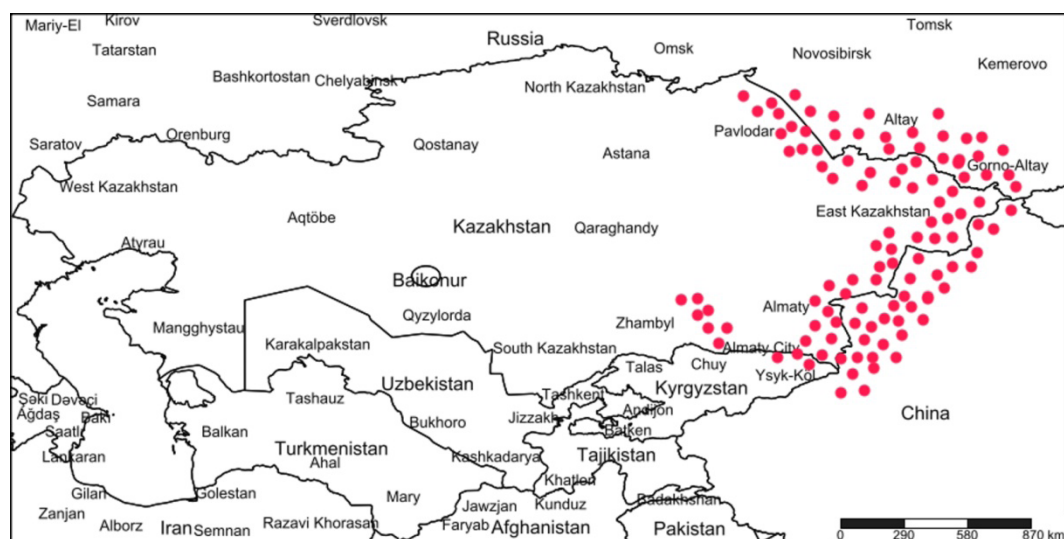 Mariy-El
Kirov
Sverdlovsk
Tomsk
Russia
Omsk
Novosibirsk
Tatarstan
Kemerovo
Bashkortostan
Chelyabinsk
North Kazakhstan
Samara
Pavlodar
Altay
Orenburg
Saratov
Qostanay
Astana
Gorno-Altay
West Kazakhstan
Aqtöbe
Kazakhstan
Qaraghandy
East Kazakhstan
Atyrau
Baikonur
Almaty
Mangghystau
Qyzylorda
Zhambyl
Karakalpakstan
South Kazakhstan
Almaty City
Talas
Chuy
Ysyk-Kol
Uzbekistan
Kyrgyzstan
Tashkent
Şəki Dəvəçi
Ağdaş
Baki
Tashauz
Bukhoro
Jizzakh
Andijon
China
Saatlı
Balkan
Batken
Lankaran
Turkmenistan
Kashkadarya
Tajikistan
Ahal
Khatlon
Gilan
Golestan
Mary
Jawzjan
Kunduz
Badakhshan
Zanjan
Alborz
Iran
Semnan
Razavi Khorasan
Faryab
Afghanistan
Pakistan
0 290 580 870 km